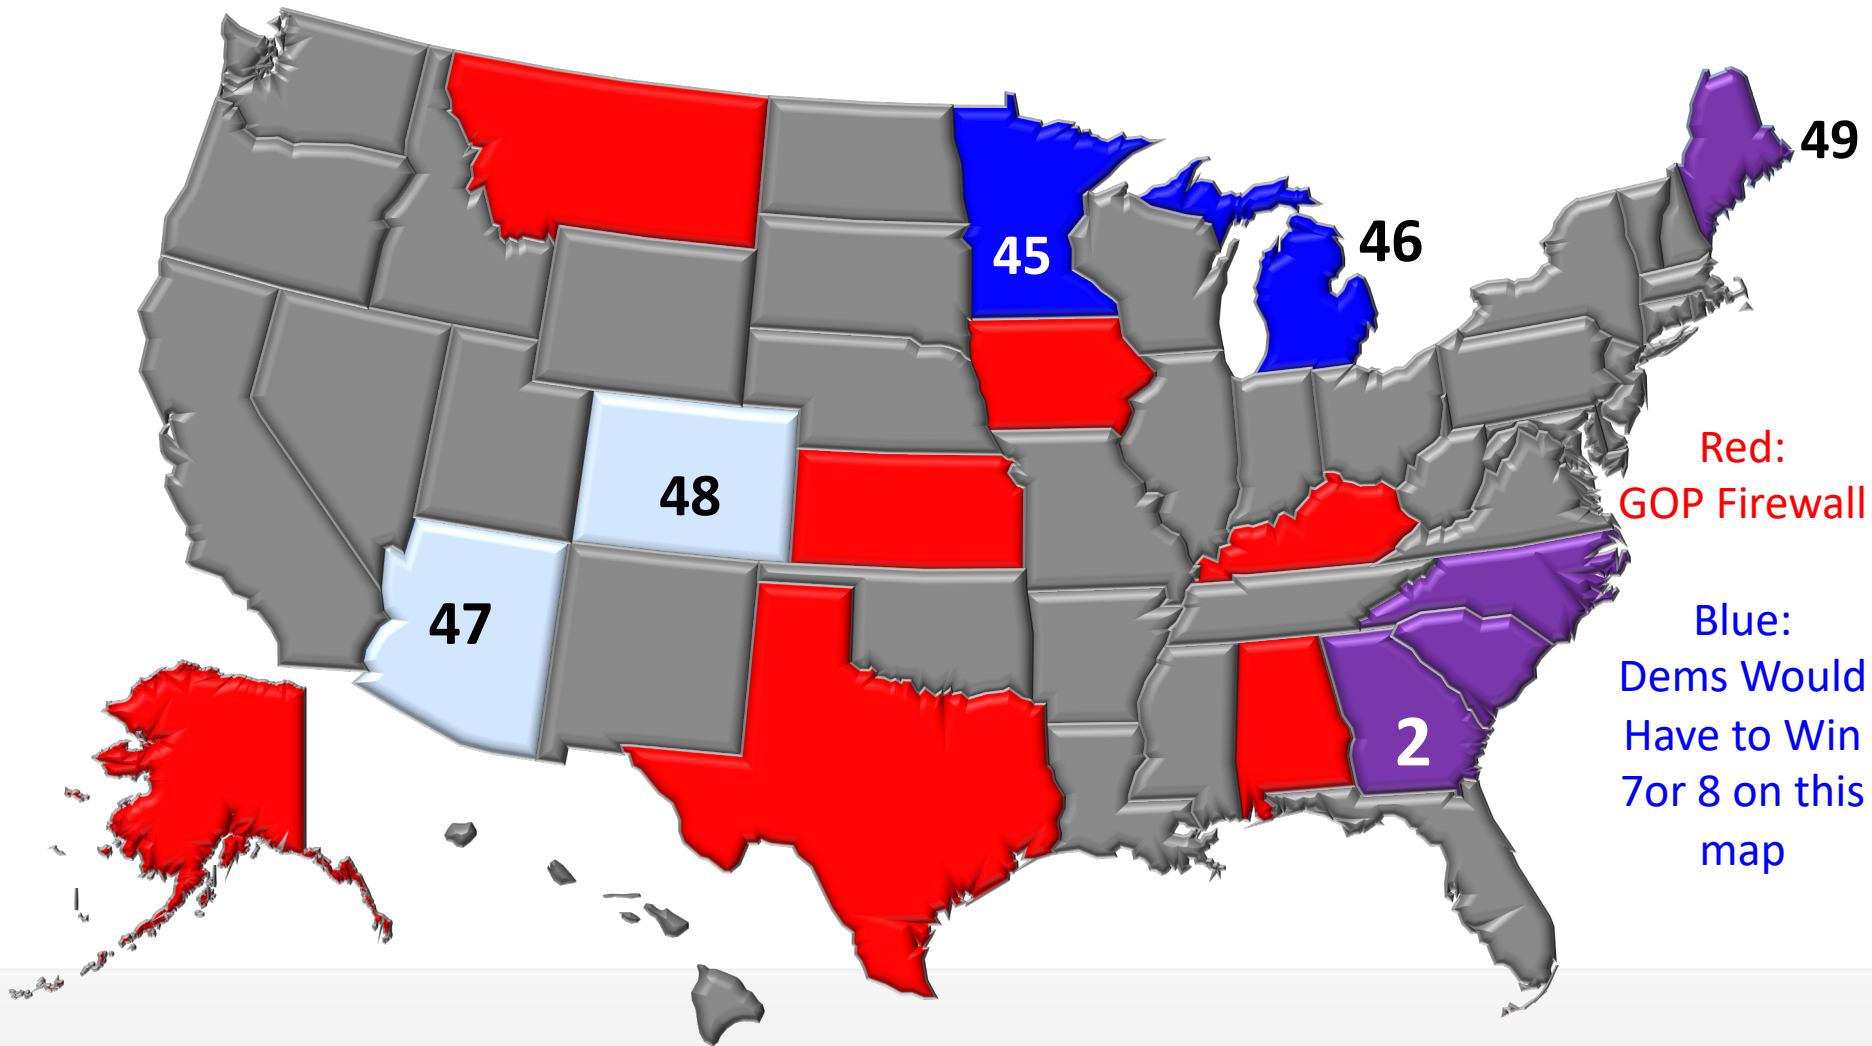 49
46
45
48
47
2
Red:
GOP Firewall
Blue:
Dems Would
Have to Win
7or 8 on this
map